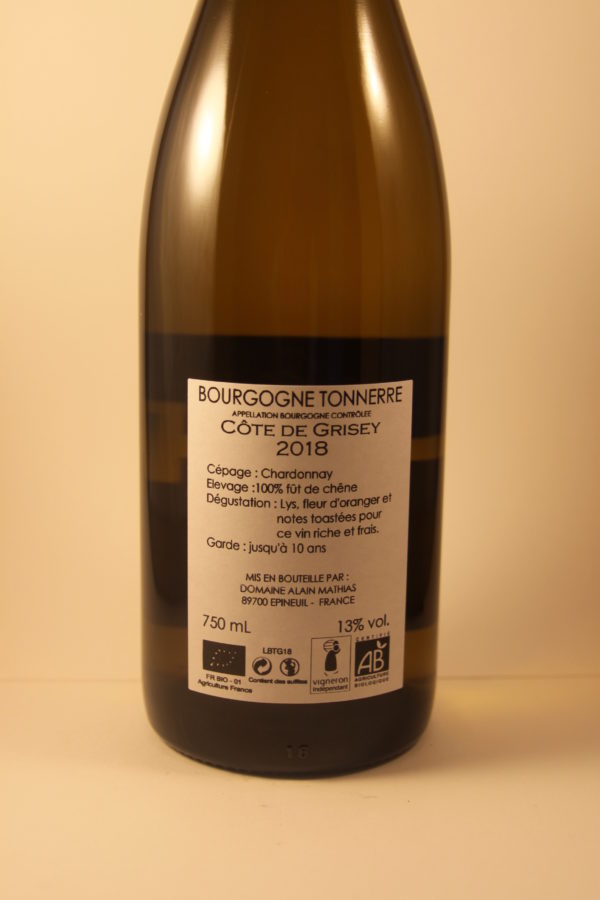 BOURGOGNE TONNERRE
APPELLATION BOURGOGNE CONTRÔLEE
CÔTE DE GRISEY
2018
Cépage : Chardonnay
Elevage :100% fût de chêne
Dégustation : Lys, fleur d'oranger et
notes toastées pour
ce vin riche et frais.
Garde : jusqu'à 10 ans
MIS EN BOUTEILLE PAR :
DOMAINE ALAIN MATHIAS
89700 EPINEUIL - FRANCE
750 mL 13% vol.
LBTG18
CERTIFIÉ
AB
AGRICULTURE
BIOLOGIQUE
vigneron
indépendant
FR BIO - 01
Agriculture France
Contient des sulfites
16